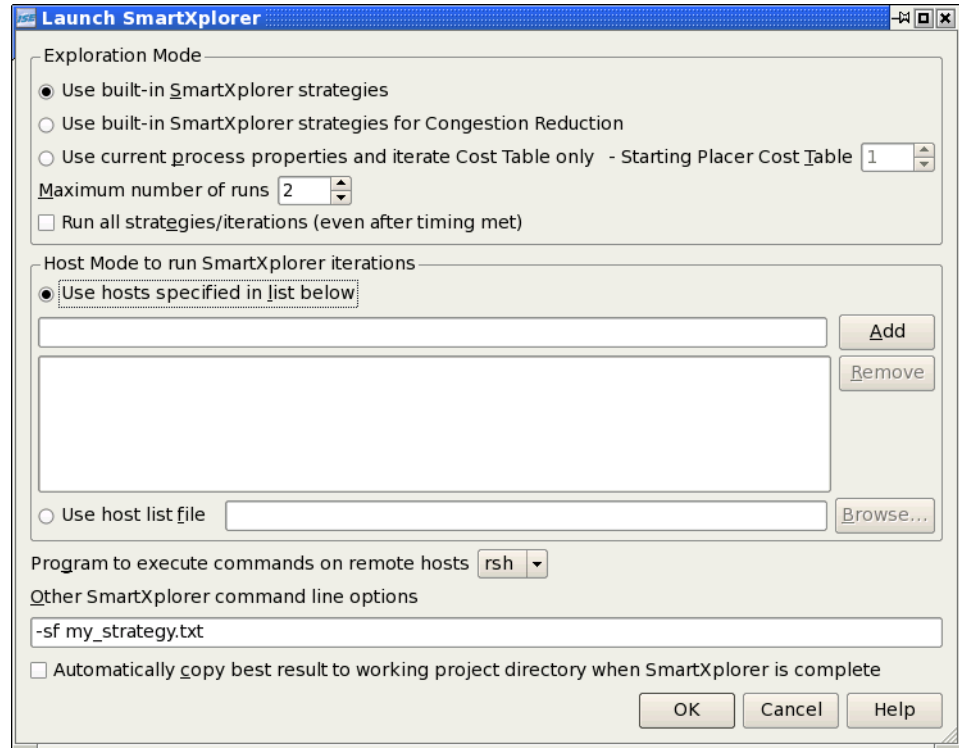 ISE Launch SmartXplorer
Exploration Mode
Use built-in SmartXplorer strategies
Use built-in SmartXplorer strategies for Congestion Reduction
Use current process properties and iterate Cost Table only - Starting Placer Cost Table 1
Maximum number of runs 2
Run all strategies/iterations (even after timing met)
Host Mode to run SmartXplorer iterations
Use hosts specified in list below
Add
Remove
Use host list file Browse...
Program to execute commands on remote hosts rsh
Other SmartXplorer command line options
-sf my_strategy.txt
Automatically copy best result to working project directory when SmartXplorer is complete
OK Cancel Help